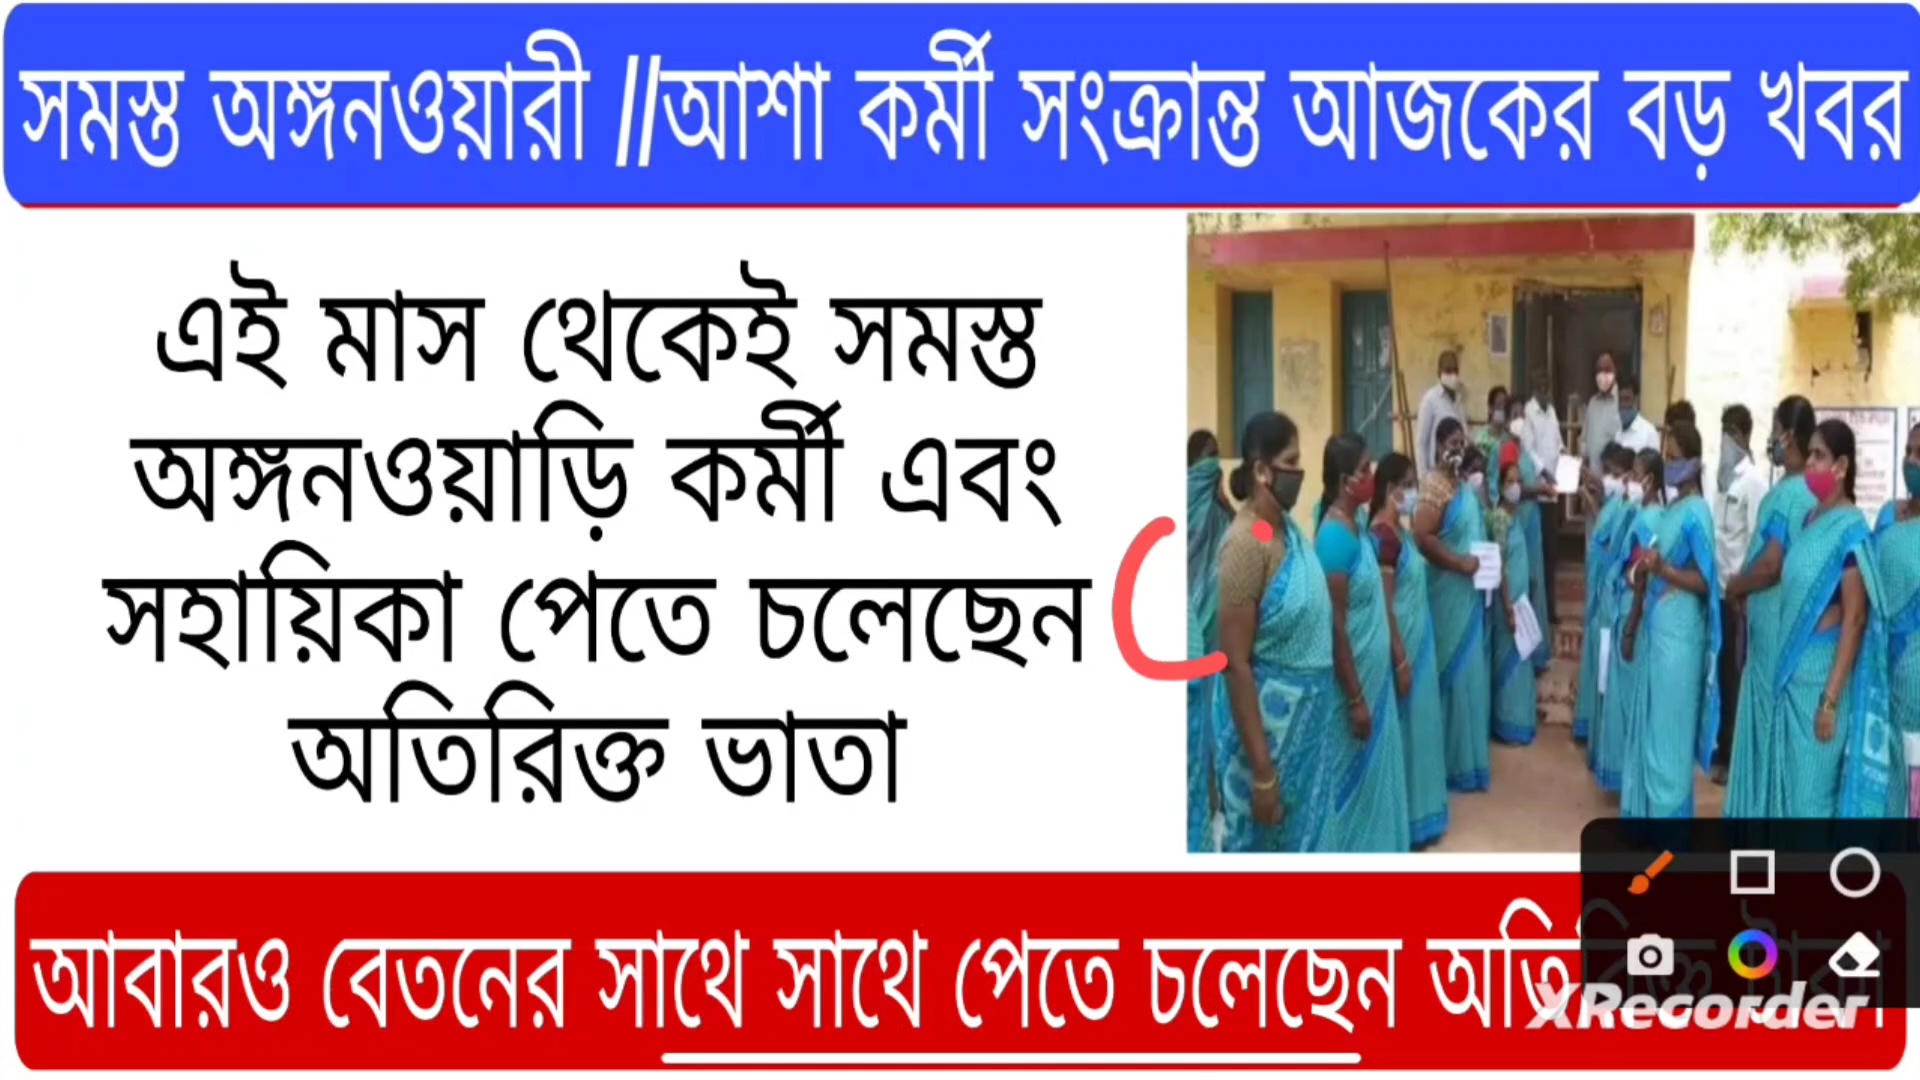 সমস্ত অঙ্গনওয়ারী //আশা কর্মী সংক্রান্ত আজকের বড় খবর
এই মাস থেকেই সমস্ত
অঙ্গনওয়াড়ি কর্মী এবং
সহায়িকা পেতে চলেছেন
অতিরিক্ত ভাতা
আবারও বেতনের সাথে সাথে পেতে চলেছেন অতিরিক্ত টাকা
XRecorder